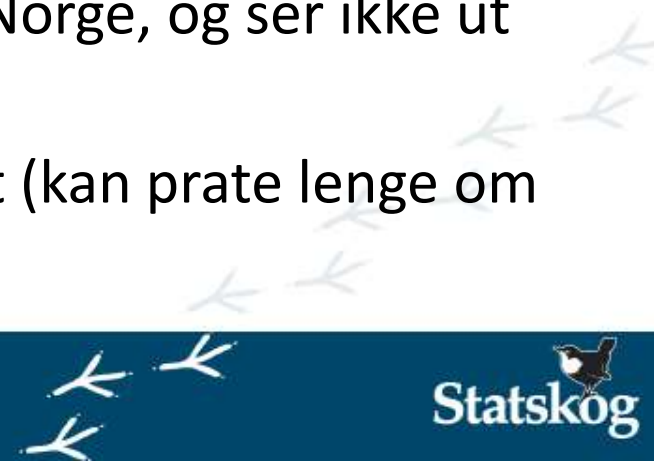 Norge, og ser ikke ut
t (kan prate lenge om
Statskog